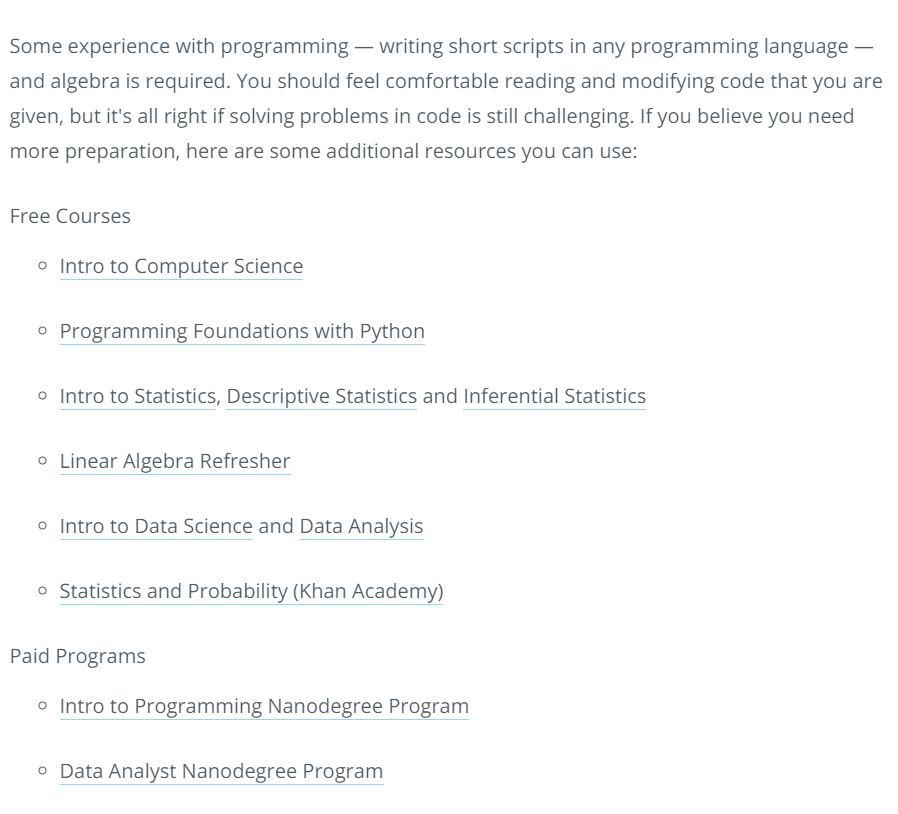 Some experience with programming — writing short scripts in any programming language —
and algebra is required. You should feel comfortable reading and modifying code that you are
given, but it's all right if solving problems in code is still challenging. If you believe you need
more preparation, here are some additional resources you can use:
Free Courses
Intro to Computer Science
Programming Foundations with Python
Intro to Statistics, Descriptive Statistics and Inferential Statistics
Linear Algebra Refresher
Intro to Data Science and Data Analysis
Statistics and Probability (Khan Academy)
Paid Programs
Intro to Programming Nanodegree Program
Data Analyst Nanodegree Program